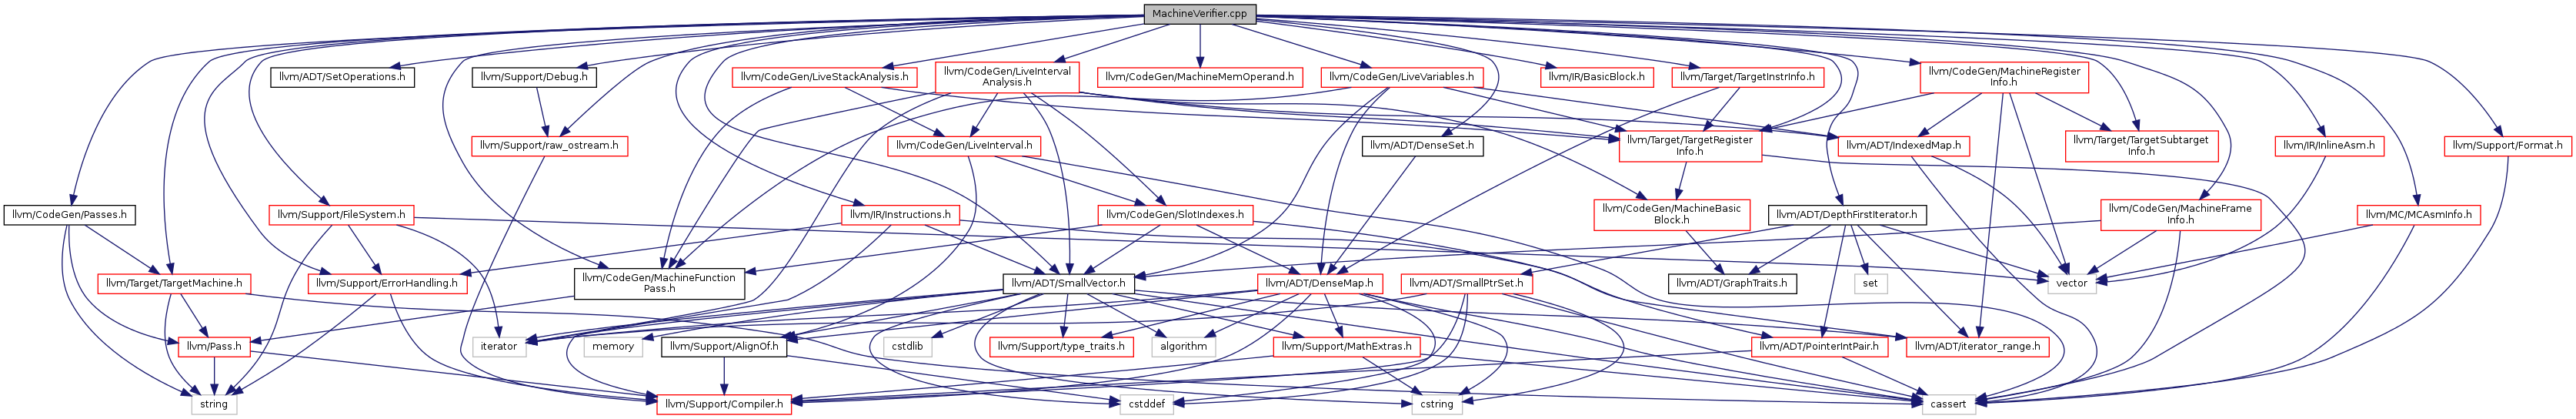 MachineVerifier.cpp
llvm/ADT/SetOperations.h
llvm/Support/Debug.h
llvm/CodeGen/LiveStackAnalysis.h
llvm/CodeGen/LiveInterval
Analysis.h
llvm/CodeGen/MachineMemOperand.h
llvm/CodeGen/LiveVariables.h
llvm/IR/BasicBlock.h
llvm/Target/TargetInstrInfo.h
llvm/CodeGen/MachineRegister
Info.h
llvm/Support/raw_ostream.h
llvm/CodeGen/LiveInterval.h
llvm/ADT/DenseSet.h
llvm/Target/TargetRegister
Info.h
llvm/ADT/IndexedMap.h
llvm/Target/TargetSubtarget
Info.h
llvm/IR/InlineAsm.h
llvm/Support/Format.h
llvm/CodeGen/Passes.h
llvm/Support/FileSystem.h
llvm/IR/Instructions.h
llvm/CodeGen/SlotIndexes.h
llvm/CodeGen/MachineBasic
Block.h
llvm/ADT/DepthFirstIterator.h
llvm/CodeGen/MachineFrame
Info.h
llvm/MC/MCAsmInfo.h
llvm/Target/TargetMachine.h
llvm/Support/ErrorHandling.h
llvm/CodeGen/MachineFunction
Pass.h
llvm/ADT/SmallVector.h
llvm/ADT/DenseMap.h
llvm/ADT/SmallPtrSet.h
llvm/ADT/GraphTraits.h
set
vector
llvm/Pass.h
iterator
memory
llvm/Support/AlignOf.h
cstdlib
llvm/Support/type_traits.h
algorithm
llvm/Support/MathExtras.h
llvm/ADT/PointerIntPair.h
llvm/ADT/iterator_range.h
string
llvm/Support/Compiler.h
cstddef
cstring
cassert